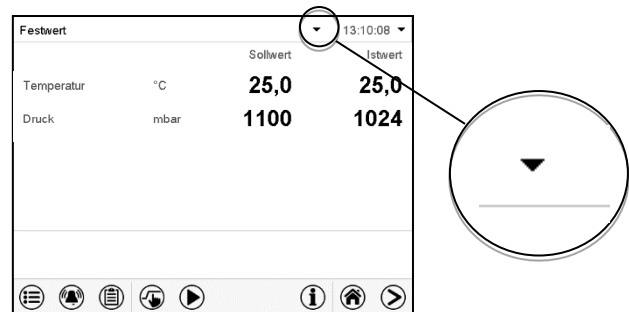 Festwert 13:10:08
Sollwert Istwert
Temperatur °C 25,0 25,0
Druck mbar 1100 1024